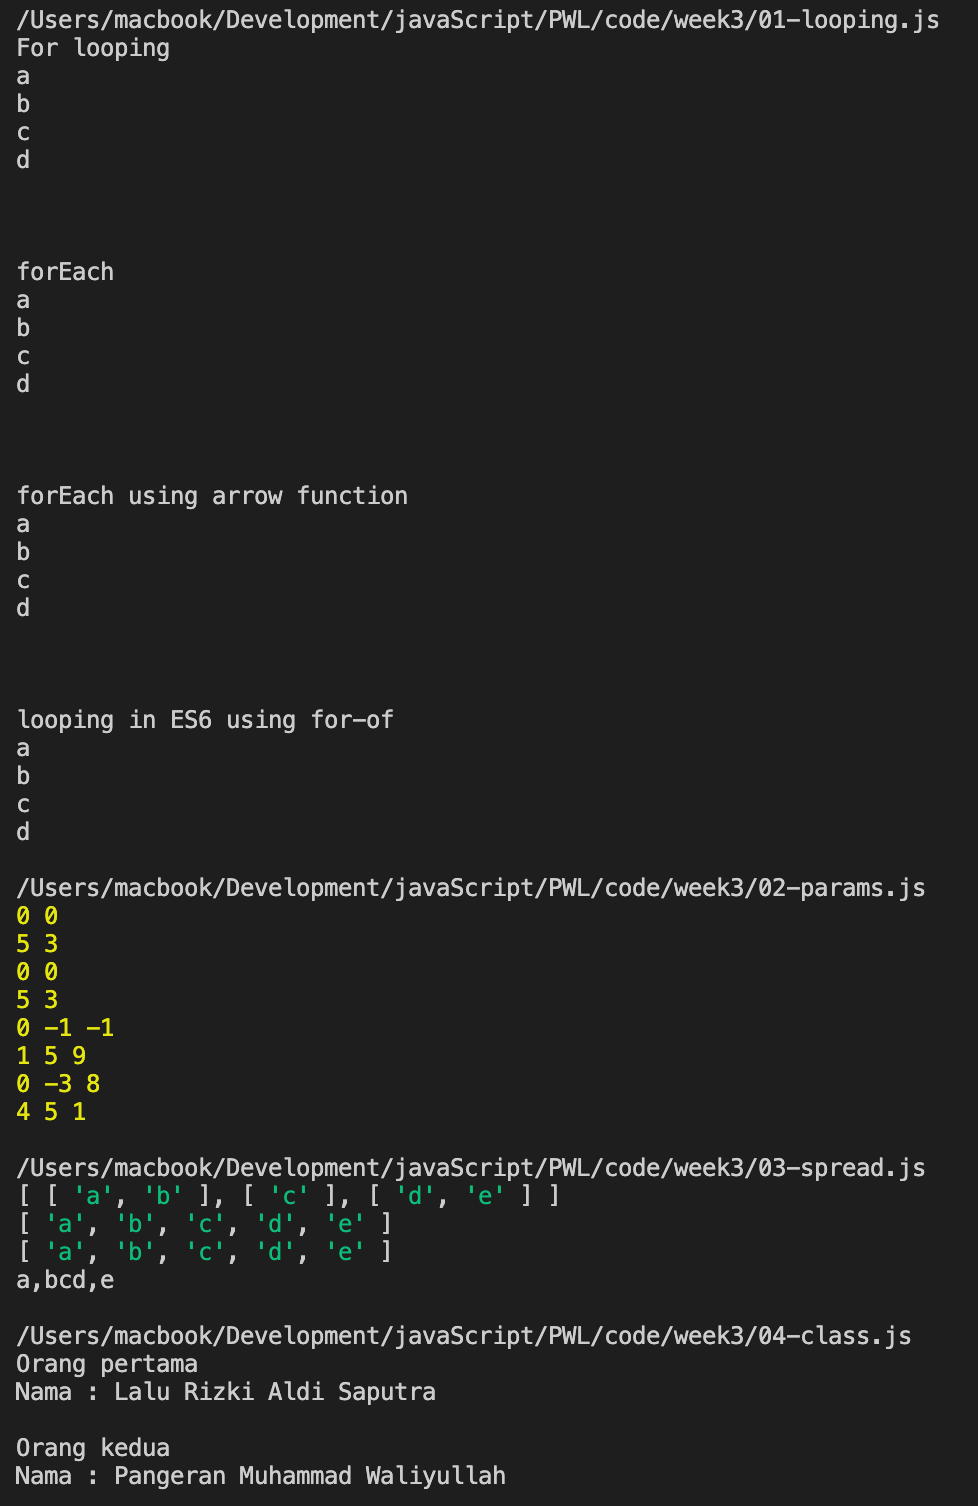 /Users/macbook/Development/javaScript/PWL/code/week3/01-looping.js
For looping
a
b
c
d
forEach
a
b
c
d
forEach using arrow function
a
b
c
d
looping in ES6 using for-of
a
b
c
d
/Users/macbook/Development/javaScript/PWL/code/week3/02-params.js
0 0
5 3
0 0
5 3
0 -1 -1
1 5 9
0 -3 8
4 5 1
/Users/macbook/Development/javaScript/PWL/code/week3/03-spread.js
[ [ 'a', 'b' ], [ 'c' ], [ 'd', 'e' ] ]
[ 'a', 'b', 'c', 'd', 'e' ]
[ 'a', 'b', 'c', 'd', 'e' ]
a,bcd,e
/Users/macbook/Development/javaScript/PWL/code/week3/04-class.js
Orang pertama
Nama : Lalu Rizki Aldi Saputra
Orang kedua
Nama : Pangeran Muhammad Waliyullah